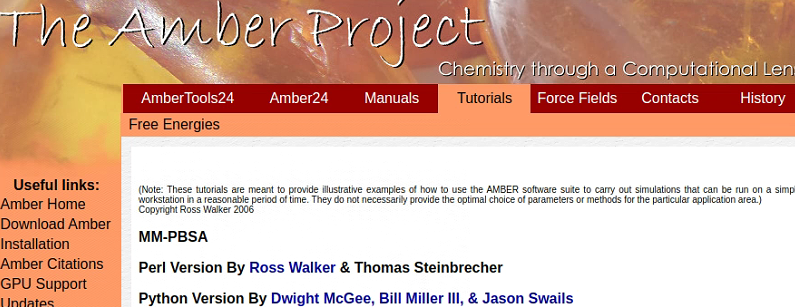 The Amber Project
Chemistry through a Computational Lens
AmberTools24 Amber24 Manuals Tutorials Force Fields Contacts History
Free Energies
Useful links:
Amber Home
Download Amber
Installation
Amber Citations
GPU Support
Updates
(Note: These tutorials are meant to provide illustrative examples of how to use the AMBER software suite to carry out simulations that can be run on a simpl
workstation in a reasonable period of time. They do not necessarily provide the optimal choice of parameters or methods for the particular application area.)
Copyright Ross Walker 2006
MM-PBSA
Perl Version By Ross Walker & Thomas Steinbrecher
Python Version By Dwight McGee, Bill Miller III, & Jason Swails